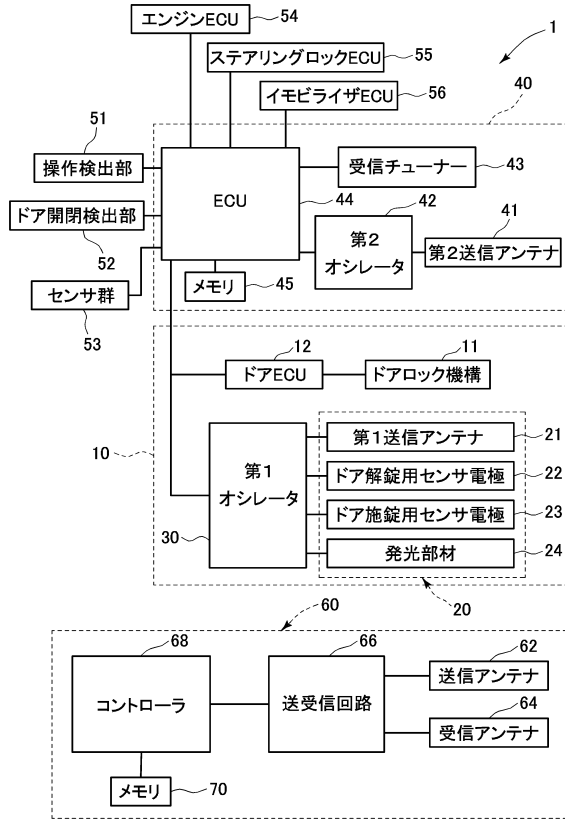 エンジンECU
54
1
ステアリングロックECU
55
イモビライザECU
56
40
51
操作検出部
ECU
44
受信チューナー
43
42
41
ドア開閉検出部
52
第2
オシレータ
第2送信アンテナ
メモリ
45
センサ群
53
12
11
ドアECU
ドアロック機構
10
第1
オシレータ
30
第1送信アンテナ
21
ドア解錠用センサ電極
22
ドア施錠用センサ電極
23
発光部材
24
20
60
68
66
62
コントローラ
送受信回路
送信アンテナ
64
受信アンテナ
メモリ
70